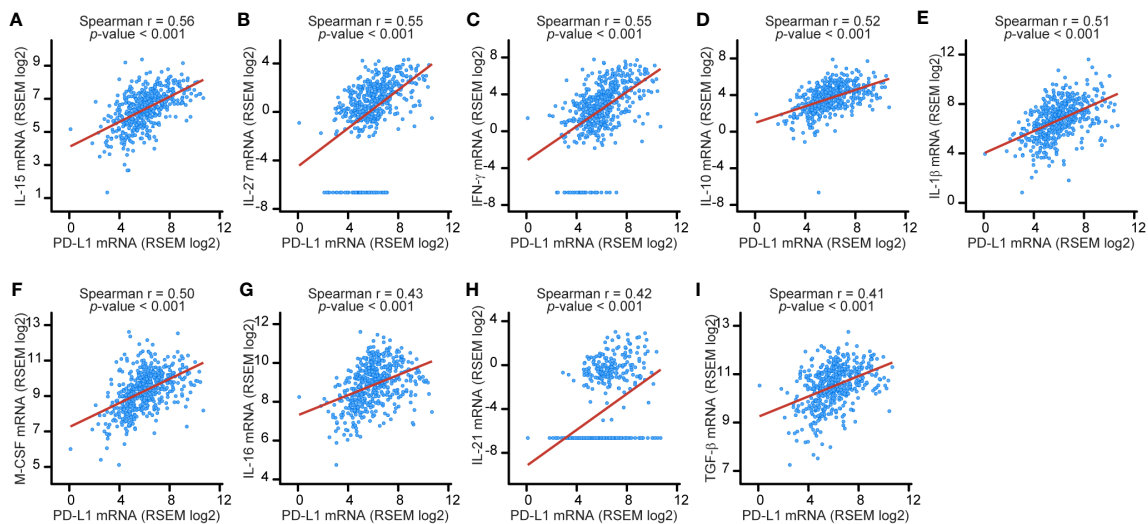 A
Spearman r = 0.56
p-value < 0.001
IL-15 mRNA (RSEM log2)
9
7
5
3
1
0 4 8 12
PD-L1 mRNA (RSEM log2)
B
Spearman r = 0.55
p-value < 0.001
IL-27 mRNA (RSEM log2)
4
0
-4
-8
0 4 8 12
PD-L1 mRNA (RSEM log2)
C
Spearman r = 0.55
p-value < 0.001
IFN-γ mRNA (RSEM log2)
8
4
0
-4
-8
0 4 8 12
PD-L1 mRNA (RSEM log2)
D
Spearman r = 0.52
p-value < 0.001
IL-10 mRNA (RSEM log2)
8
4
0
-4
0 4 8 12
PD-L1 mRNA (RSEM log2)
E
Spearman r = 0.51
p-value < 0.001
IL-1β mRNA (RSEM log2)
12
8
4
0
0 4 8 12
PD-L1 mRNA (RSEM log2)
F
Spearman r = 0.50
p-value < 0.001
M-CSF mRNA (RSEM log2)
13
11
9
7
5
0 4 8 12
PD-L1 mRNA (RSEM log2)
G
Spearman r = 0.43
p-value < 0.001
IL-16 mRNA (RSEM log2)
12
10
8
6
4
0 4 8 12
PD-L1 mRNA (RSEM log2)
H
Spearman r = 0.42
p-value < 0.001
IL-21 mRNA (RSEM log2)
4
0
-4
-8
0 4 8 12
PD-L1 mRNA (RSEM log2)
I
Spearman r = 0.41
p-value < 0.001
TGF-β mRNA (RSEM log2)
13
11
9
7
0 4 8 12
PD-L1 mRNA (RSEM log2)